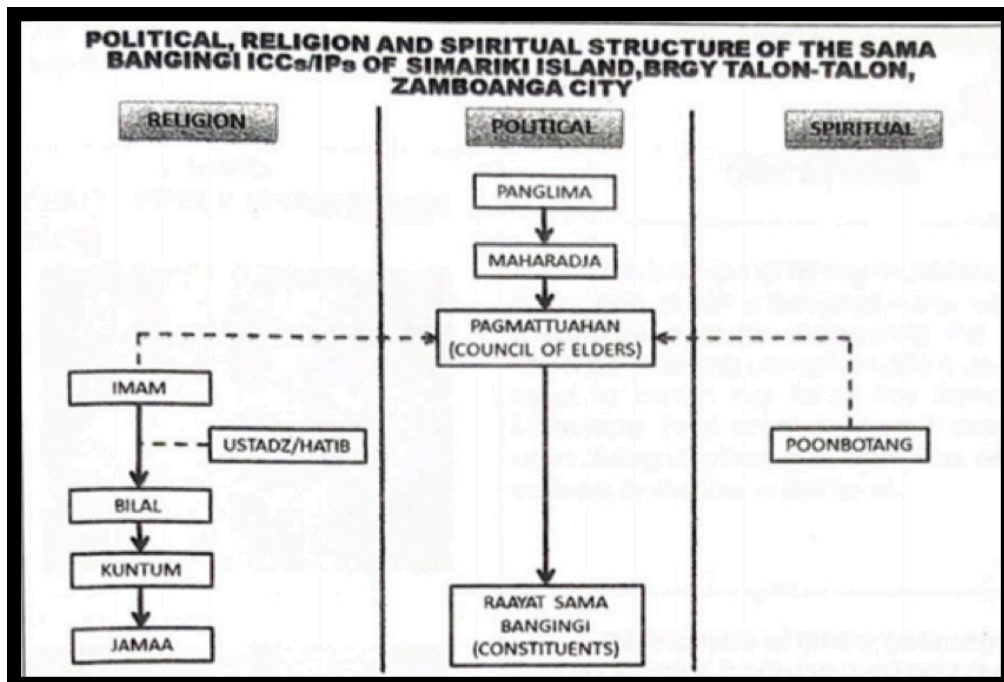 POLITICAL, RELIGION AND SPIRITUAL STRUCTURE OF THE SAMA
BANGINGI ICCs/IPs OF SIMARIKI ISLAND, BRGY TALON-TALON,
ZAMBOANGA CITY
RELIGION
POLITICAL
SPIRITUAL
PANGLIMA
MAHARADJA
PAGMATTUAHAN
(COUNCIL OF ELDERS)
IMAM
USTADZ/HATIB
POONBOTANG
BILAL
KUNTUM
JAMAA
RAAYAT SAMA
BANGINGI
(CONSTITUENTS)